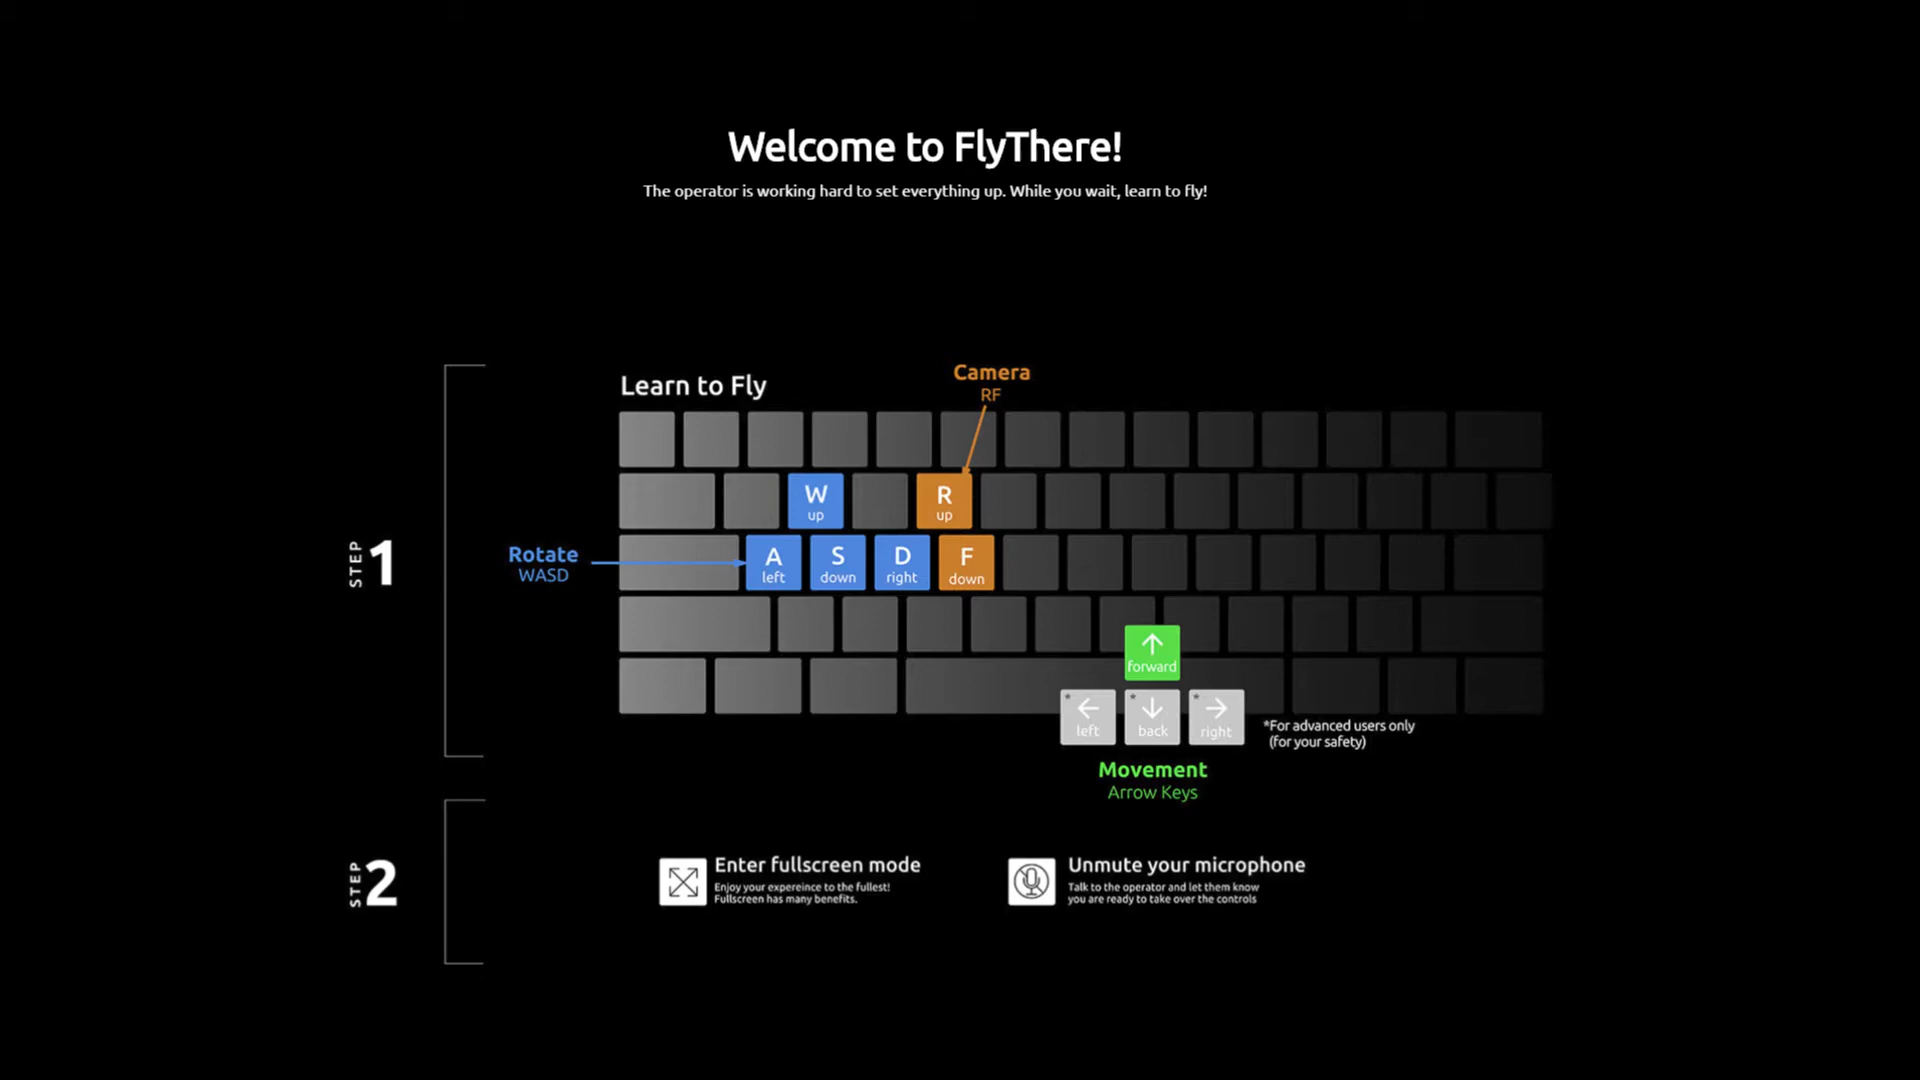 Welcome to FlyThere!
The operator is working hard to set everything up. While you wait, learn to fly!
STEP 1
Learn to Fly
Camera
RF
W
up
R
up
Rotate
WASD
A
left
S
down
D
right
F
down
↑
forward
* ←
left
* ↓
back
* →
right
*For advanced users only
(for your safety)
Movement
Arrow Keys
STEP 2
Enter fullscreen mode
Enjoy your expereince to the fullest!
Fullscreen has many benefits.
Unmute your microphone
Talk to the operator and let them know
you are ready to take over the controls